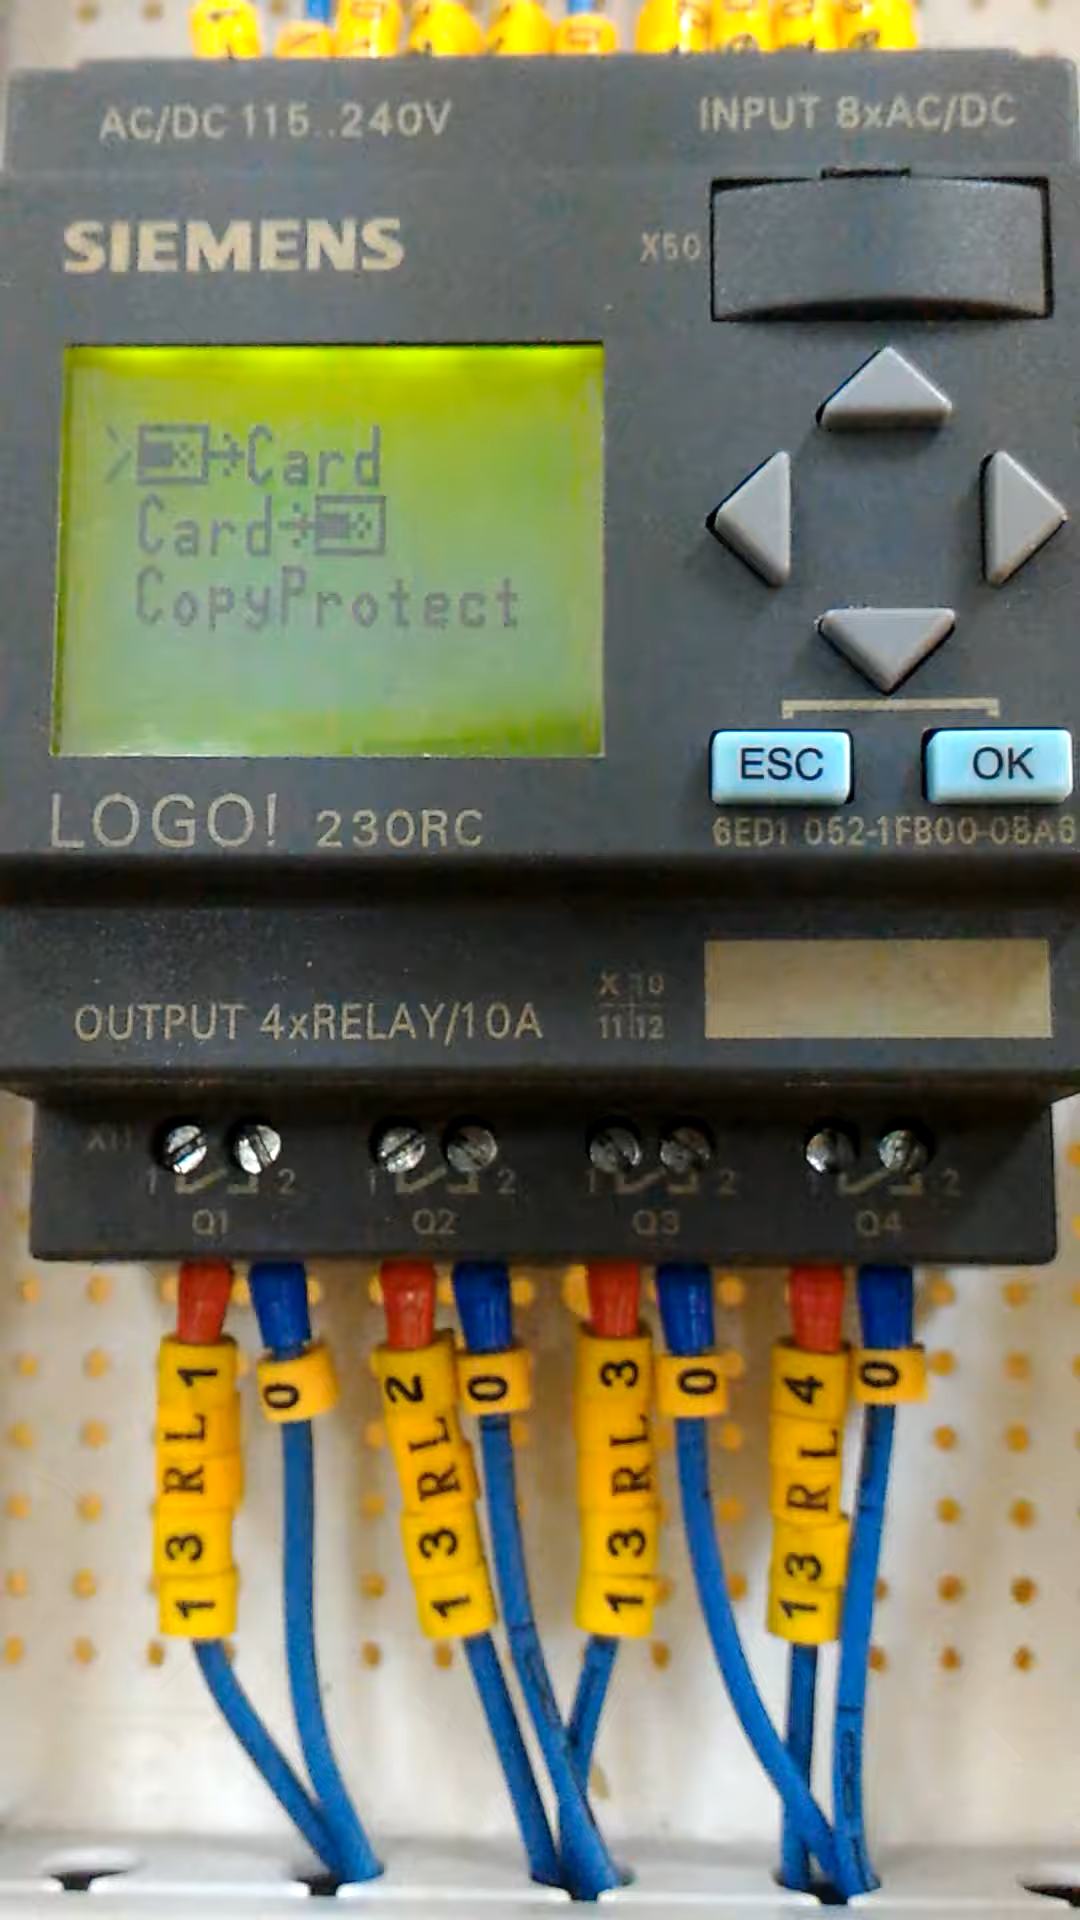 AC/DC 115..240V
INPUT 8xAC/DC
SIEMENS
X50
>→Card
Card→
CopyProtect
ESC
OK
LOGO! 230RC
6ED1 052-1FB00-0BA6
X 10
11 12
OUTPUT 4xRELAY/10A
X11
1 2 1 2 1 2 1 2
Q1 Q2 Q3 Q4
13RL1
0
13RL2
0
13RL3
0
13RL4
0